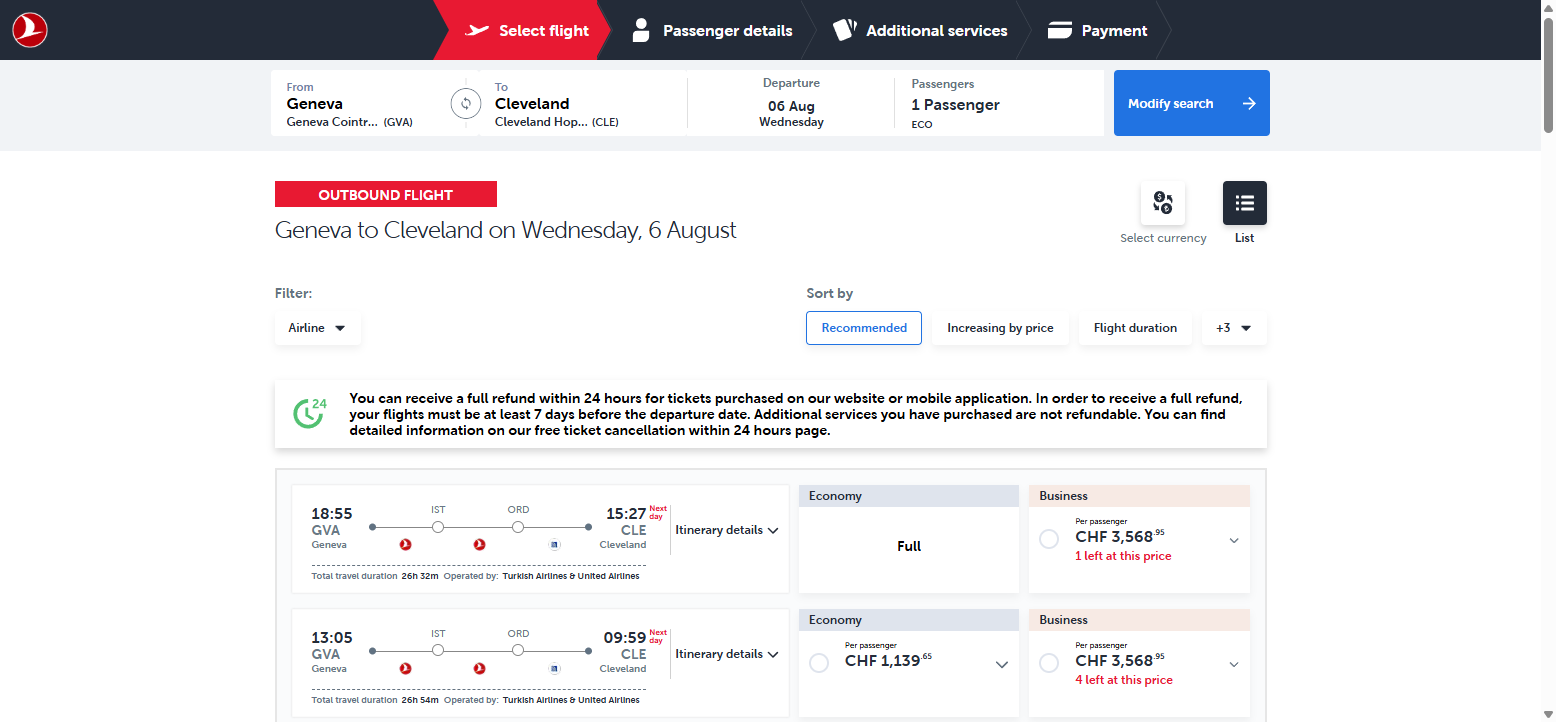 Select flight
Passenger details
Additional services
Payment
From
Geneva
Geneva Cointr... (GVA)
To
Cleveland
Cleveland Hop... (CLE)
Departure
06 Aug
Wednesday
Passengers
1 Passenger
ECO
Modify search
OUTBOUND FLIGHT
Geneva to Cleveland on Wednesday, 6 August
Select currency
List
Filter:
Airline
Sort by
Recommended
Increasing by price
Flight duration
+3
24
You can receive a full refund within 24 hours for tickets purchased on our website or mobile application. In order to receive a full refund,
your flights must be at least 7 days before the departure date. Additional services you have purchased are not refundable. You can find
detailed information on our free ticket cancellation within 24 hours page.
18:55
GVA
Geneva
IST
ORD
15:27 Next day
CLE
Cleveland
Itinerary details
Total travel duration 26h 32m Operated by: Turkish Airlines & United Airlines
Economy
Full
Business
Per passenger
CHF 3,568.95
1 left at this price
13:05
GVA
Geneva
IST
ORD
09:59 Next day
CLE
Cleveland
Itinerary details
Total travel duration 26h 54m Operated by: Turkish Airlines & United Airlines
Economy
Per passenger
CHF 1,139.65
Business
Per passenger
CHF 3,568.95
4 left at this price